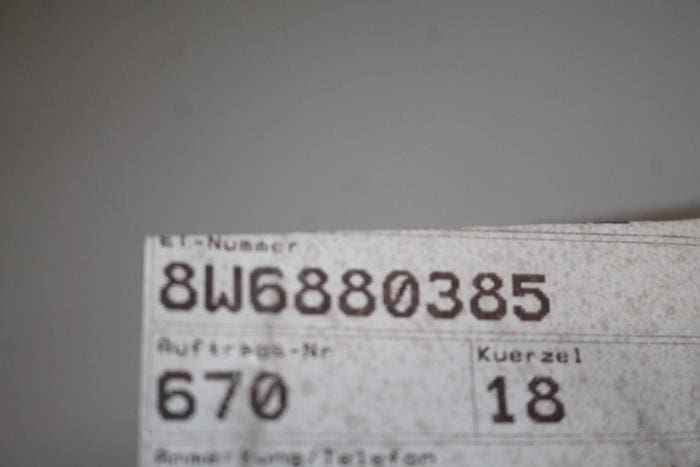 ET-Nummer
8W6880385
Auftrags-Nr Kuerzel
670 18
Anmerkung/Telefon